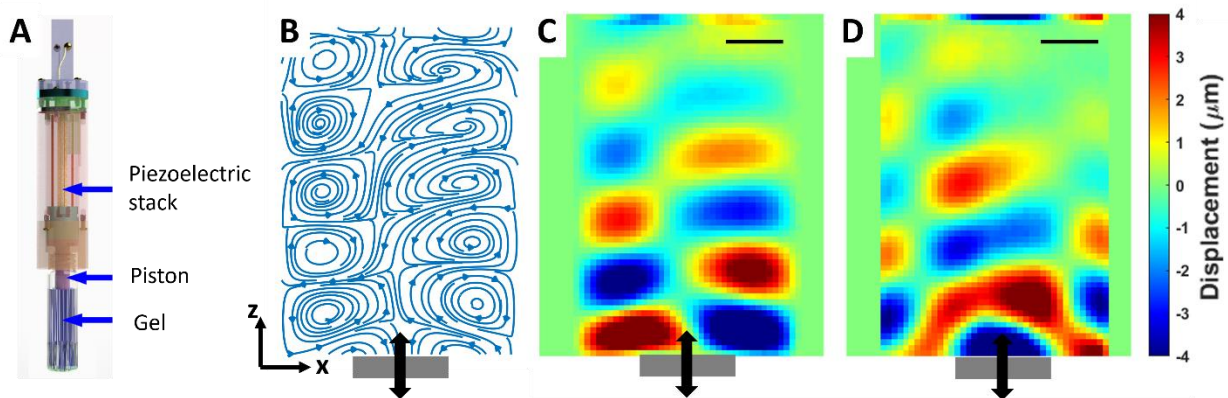 A
B
C
D
Piezoelectric
stack
Piston
Gel
z
x
4
3
2
1
0
-1
-2
-3
-4
Displacement (μm)